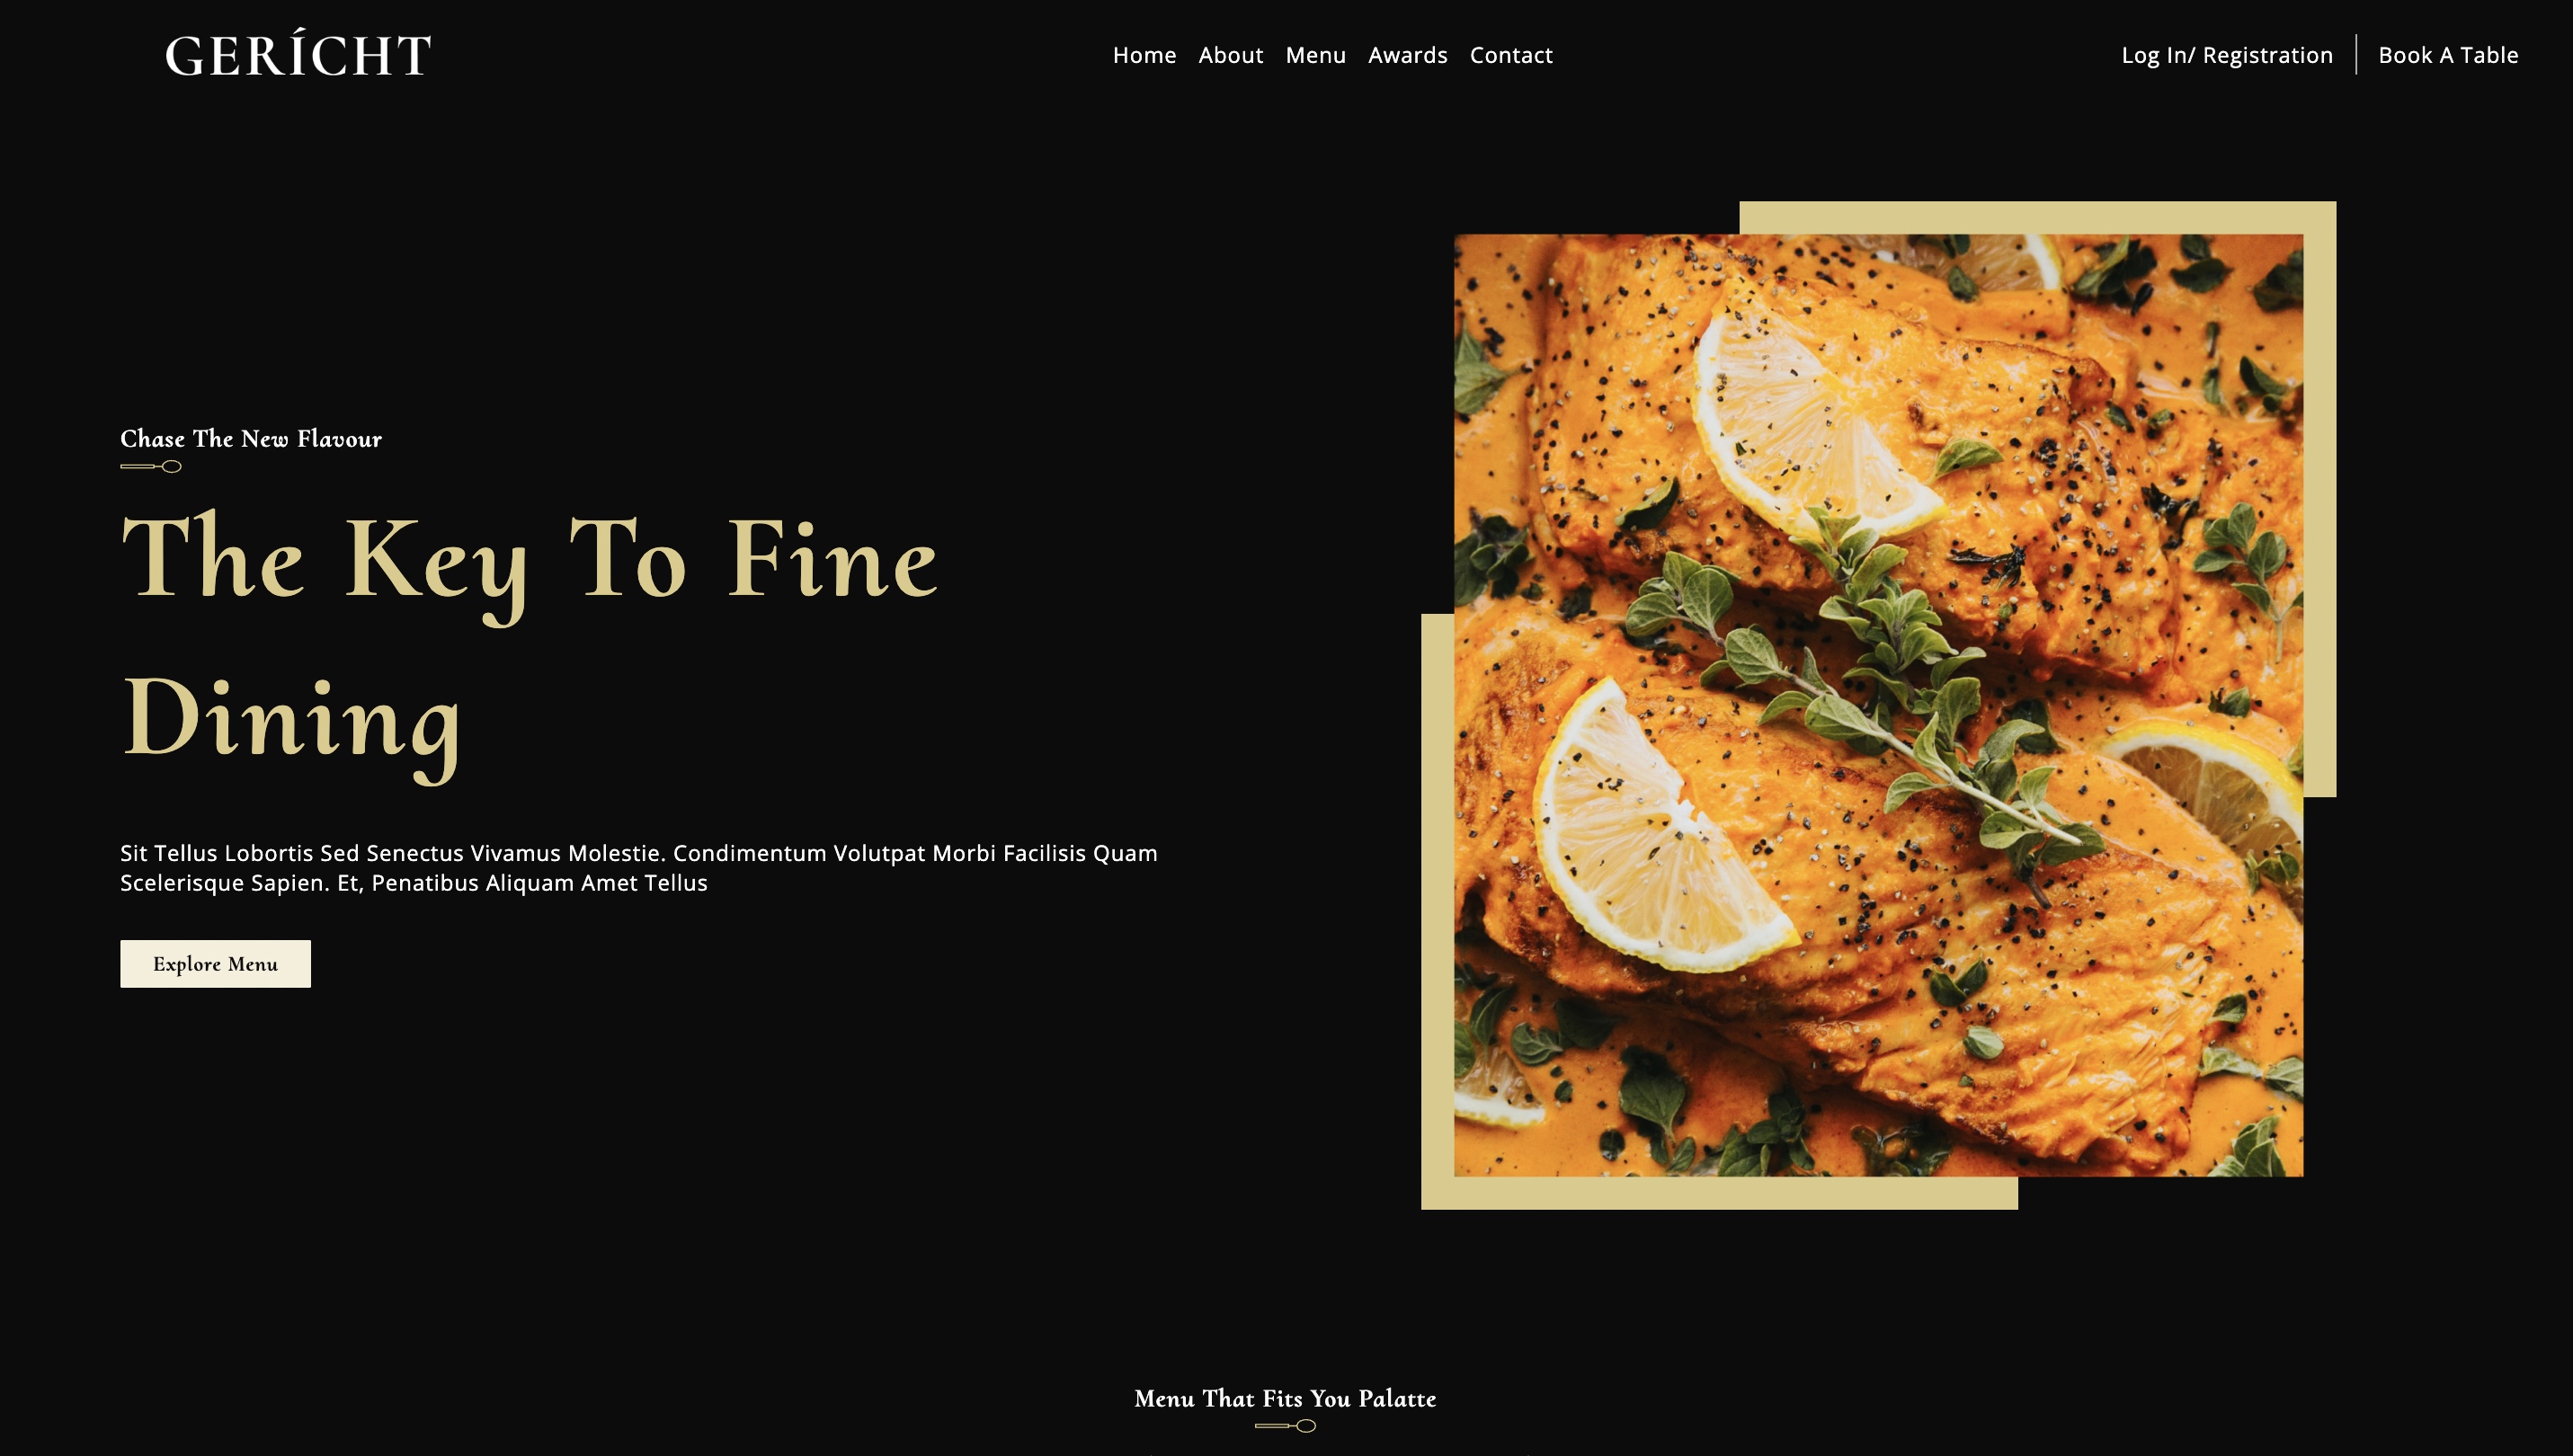 GERÍCHT
Home About Menu Awards Contact
Log In/ Registration
Book A Table
Chase The New Flavour
The Key To Fine
Dining
Sit Tellus Lobortis Sed Senectus Vivamus Molestie. Condimentum Volutpat Morbi Facilisis Quam
Scelerisque Sapien. Et, Penatibus Aliquam Amet Tellus
Explore Menu
Menu That Fits You Palatte